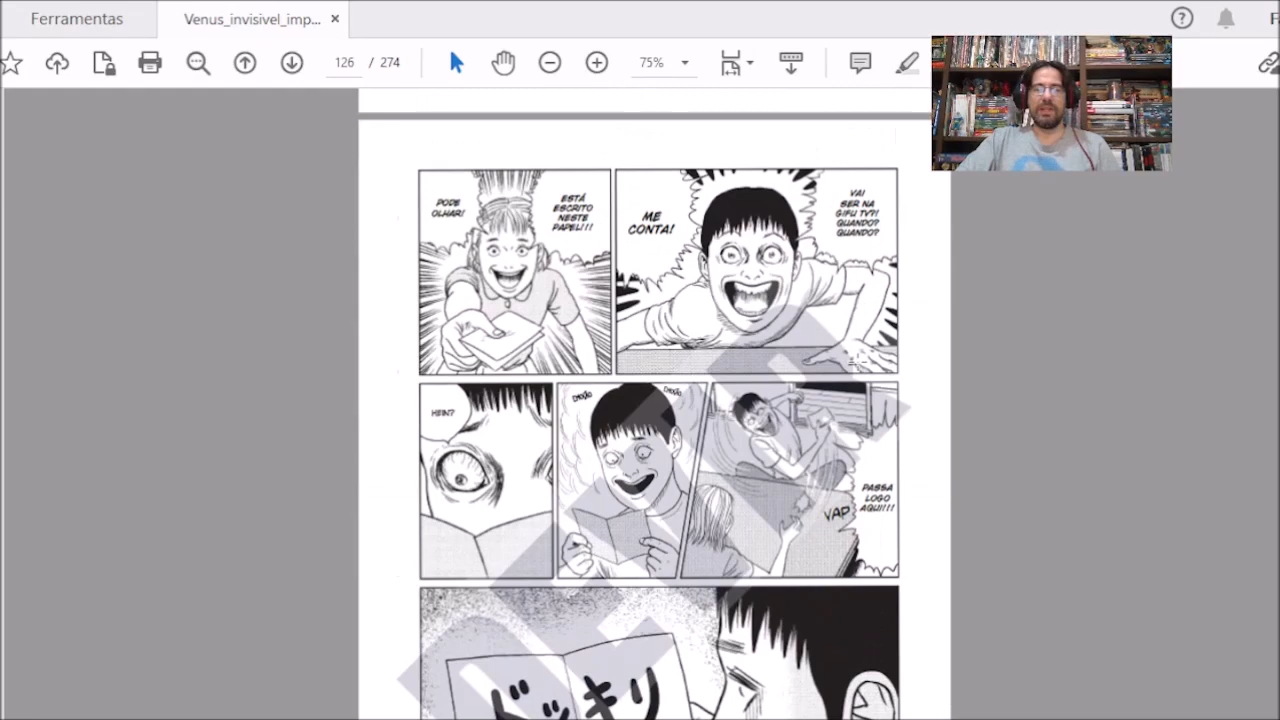 Ferramentas
Venus_invisivel_imp...
126 / 274
75%
PODE
OLHAR!
ESTÁ
ESCRITO
NESTE
PAPEL!!!
ME
CONTA!
VAI
SER NA
GIFU TV?!
QUANDO?
QUANDO?
HEIN?
VAP
PASSA
LOGO
AQUI!!!
ドッキリ